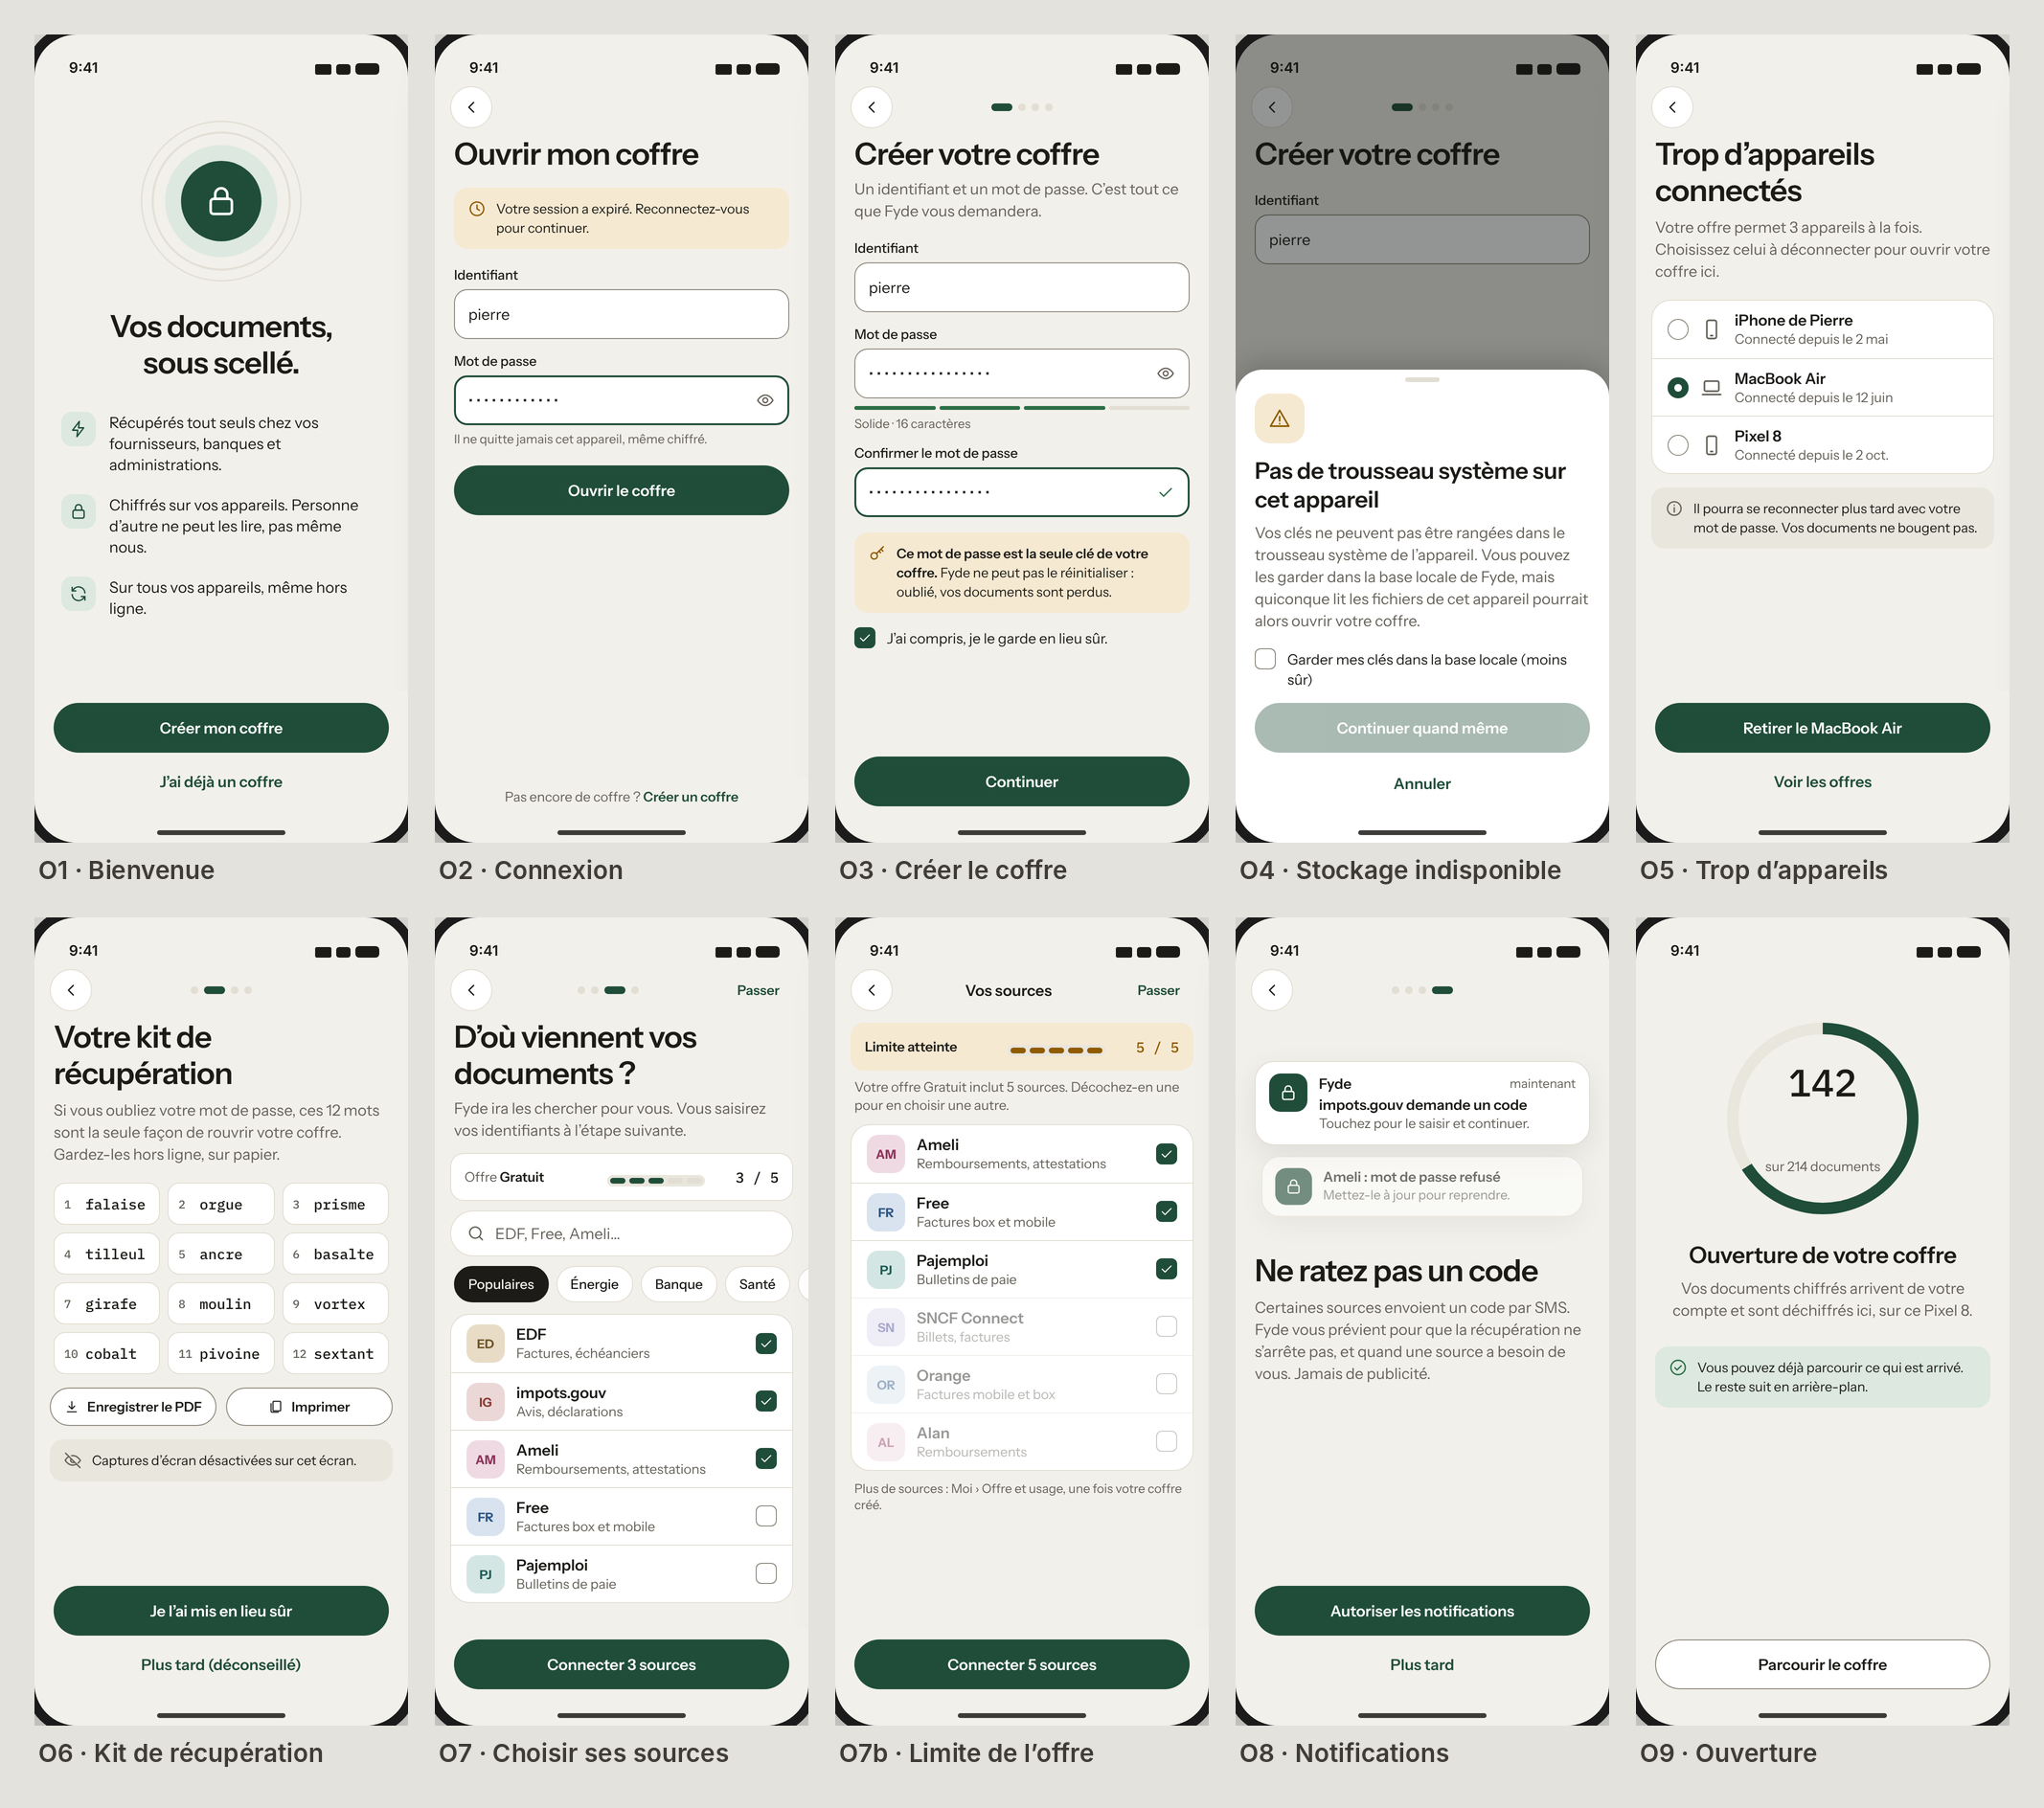 9:41
Vos documents,
sous scellé.
Récupérés tout seuls chez vos
fournisseurs, banques et
administrations.
Chiffrés sur vos appareils. Personne
d’autre ne peut les lire, pas même
nous.
Sur tous vos appareils, même hors
ligne.
Créer mon coffre
J’ai déjà un coffre
O1 · Bienvenue
9:41
Ouvrir mon coffre
Votre session a expiré. Reconnectez-vous
pour continuer.
Identifiant
pierre
Mot de passe
Il ne quitte jamais cet appareil, même chiffré.
Ouvrir le coffre
Pas encore de coffre ? Créer un coffre
O2 · Connexion
9:41
Créer votre coffre
Un identifiant et un mot de passe. C’est tout ce
que Fyde vous demandera.
Identifiant
pierre
Mot de passe
Solide · 16 caractères
Confirmer le mot de passe
Ce mot de passe est la seule clé de votre
coffre. Fyde ne peut pas le réinitialiser :
oublié, vos documents sont perdus.
J’ai compris, je le garde en lieu sûr.
Continuer
O3 · Créer le coffre
9:41
Créer votre coffre
Identifiant
pierre
Pas de trousseau système sur
cet appareil
Vos clés ne peuvent pas être rangées dans le
trousseau système de l’appareil. Vous pouvez
les garder dans la base locale de Fyde, mais
quiconque lit les fichiers de cet appareil pourrait
alors ouvrir votre coffre.
Garder mes clés dans la base locale (moins
sûr)
Continuer quand même
Annuler
O4 · Stockage indisponible
9:41
Trop d’appareils
connectés
Votre offre permet 3 appareils à la fois.
Choisissez celui à déconnecter pour ouvrir votre
coffre ici.
iPhone de Pierre
Connecté depuis le 2 mai
MacBook Air
Connecté depuis le 12 juin
Pixel 8
Connecté depuis le 2 oct.
Il pourra se reconnecter plus tard avec votre
mot de passe. Vos documents ne bougent pas.
Retirer le MacBook Air
Voir les offres
O5 · Trop d’appareils
9:41
Votre kit de
récupération
Si vous oubliez votre mot de passe, ces 12 mots
sont la seule façon de rouvrir votre coffre.
Gardez-les hors ligne, sur papier.
1 falaise 2 orgue 3 prisme
4 tilleul 5 ancre 6 basalte
7 girafe 8 moulin 9 vortex
10 cobalt 11 pivoine 12 sextant
Enregistrer le PDF Imprimer
Captures d’écran désactivées sur cet écran.
Je l’ai mis en lieu sûr
Plus tard (déconseillé)
O6 · Kit de récupération
9:41
Passer
D’où viennent vos
documents ?
Fyde ira les chercher pour vous. Vous saisirez
vos identifiants à l’étape suivante.
Offre Gratuit 3 / 5
EDF, Free, Ameli…
Populaires Énergie Banque Santé
ED EDF
Factures, échéanciers
IG impots.gouv
Avis, déclarations
AM Ameli
Remboursements, attestations
FR Free
Factures box et mobile
PJ Pajemploi
Bulletins de paie
Connecter 3 sources
O7 · Choisir ses sources
9:41
Vos sources Passer
Limite atteinte 5 / 5
Votre offre Gratuit inclut 5 sources. Décochez-en une
pour en choisir une autre.
AM Ameli
Remboursements, attestations
FR Free
Factures box et mobile
PJ Pajemploi
Bulletins de paie
SN SNCF Connect
Billets, factures
OR Orange
Factures mobile et box
AL Alan
Remboursements
Plus de sources : Moi › Offre et usage, une fois votre coffre
créé.
Connecter 5 sources
O7b · Limite de l’offre
9:41
Fyde maintenant
impots.gouv demande un code
Touchez pour le saisir et continuer.
Ameli : mot de passe refusé
Mettez-le à jour pour reprendre.
Ne ratez pas un code
Certaines sources envoient un code par SMS.
Fyde vous prévient pour que la récupération ne
s’arrête pas, et quand une source a besoin de
vous. Jamais de publicité.
Autoriser les notifications
Plus tard
O8 · Notifications
9:41
142
sur 214 documents
Ouverture de votre coffre
Vos documents chiffrés arrivent de votre
compte et sont déchiffrés ici, sur ce Pixel 8.
Vous pouvez déjà parcourir ce qui est arrivé.
Le reste suit en arrière-plan.
Parcourir le coffre
O9 · Ouverture